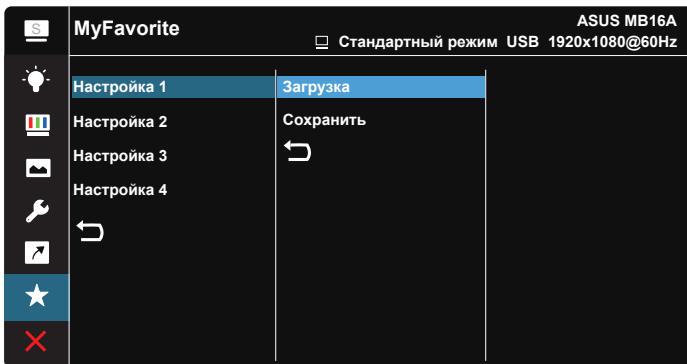 S
MyFavorite
ASUS MB16A
Стандартный режим USB 1920x1080@60Hz
Настройка 1
Загрузка
Настройка 2
Сохранить
Настройка 3
Настройка 4